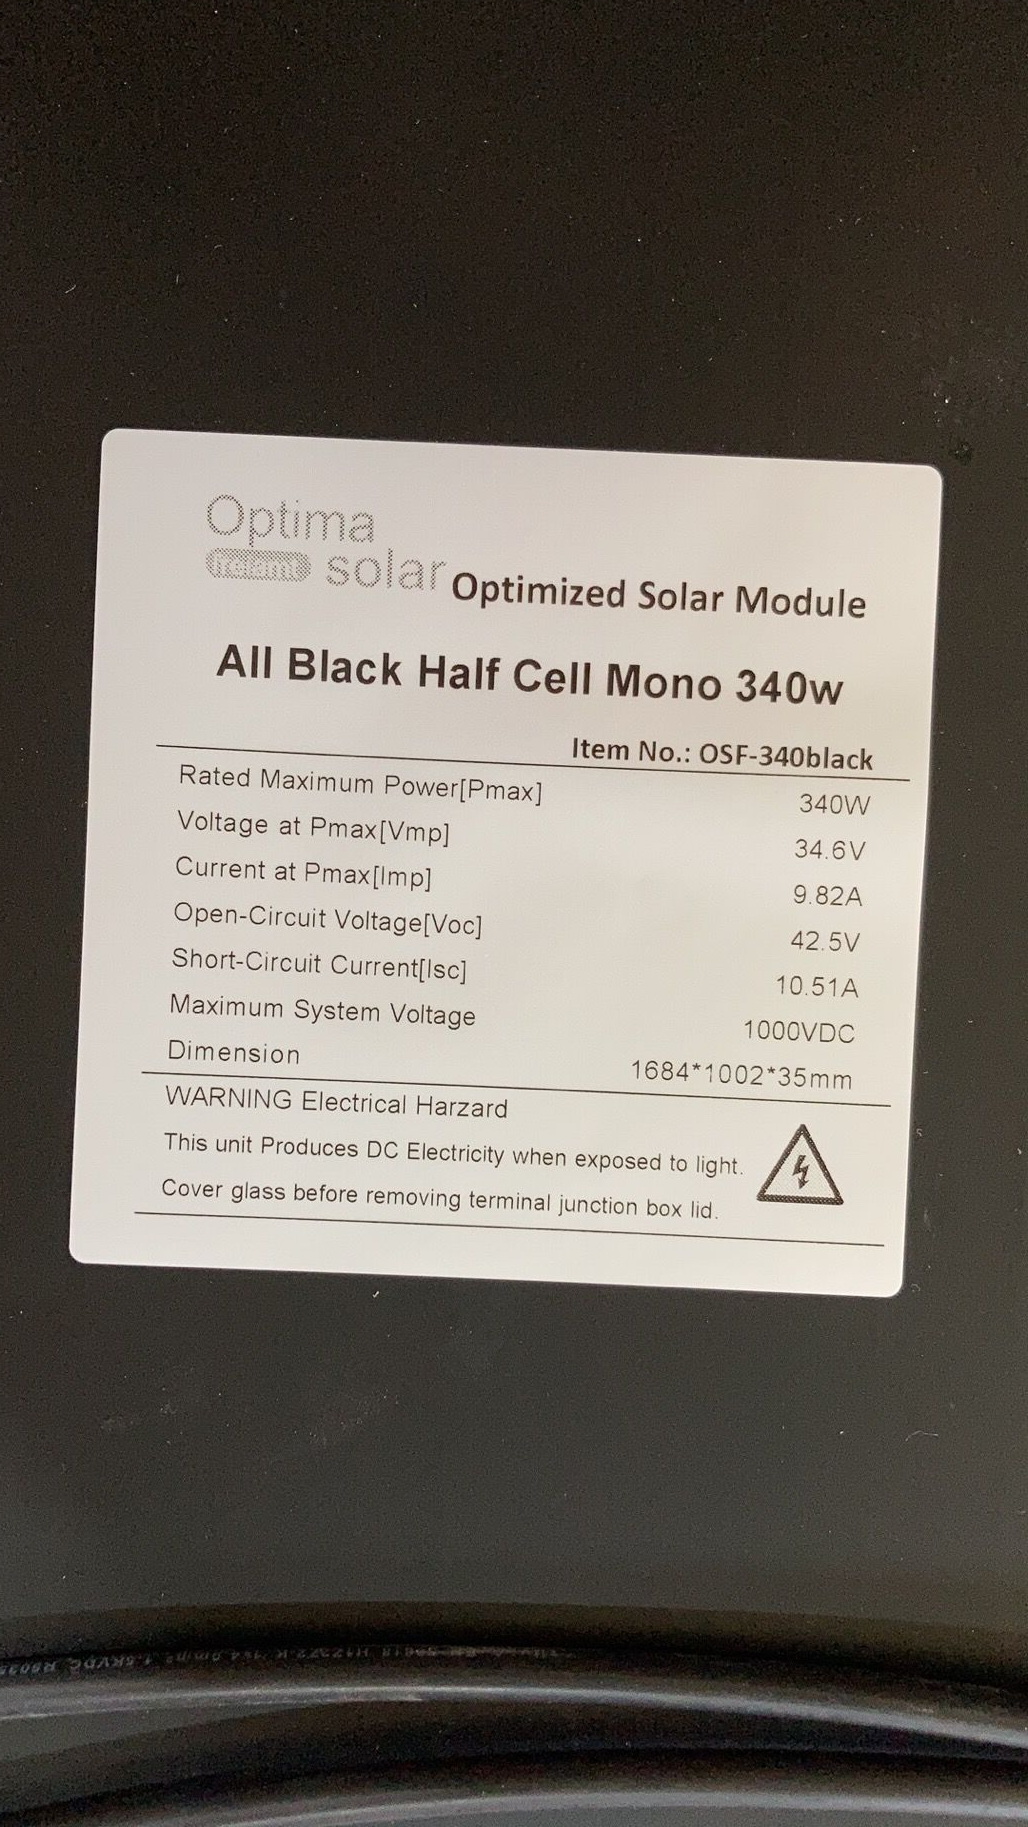 Optima
solar Optimized Solar Module
All Black Half Cell Mono 340w
Item No.: OSF-340black
Rated Maximum Power[Pmax] 340W
Voltage at Pmax[Vmp] 34.6V
Current at Pmax[Imp] 9.82A
Open-Circuit Voltage[Voc] 42.5V
Short-Circuit Current[Isc] 10.51A
Maximum System Voltage 1000VDC
Dimension 1684*1002*35mm
WARNING Electrical Harzard
This unit Produces DC Electricity when exposed to light.
Cover glass before removing terminal junction box lid.